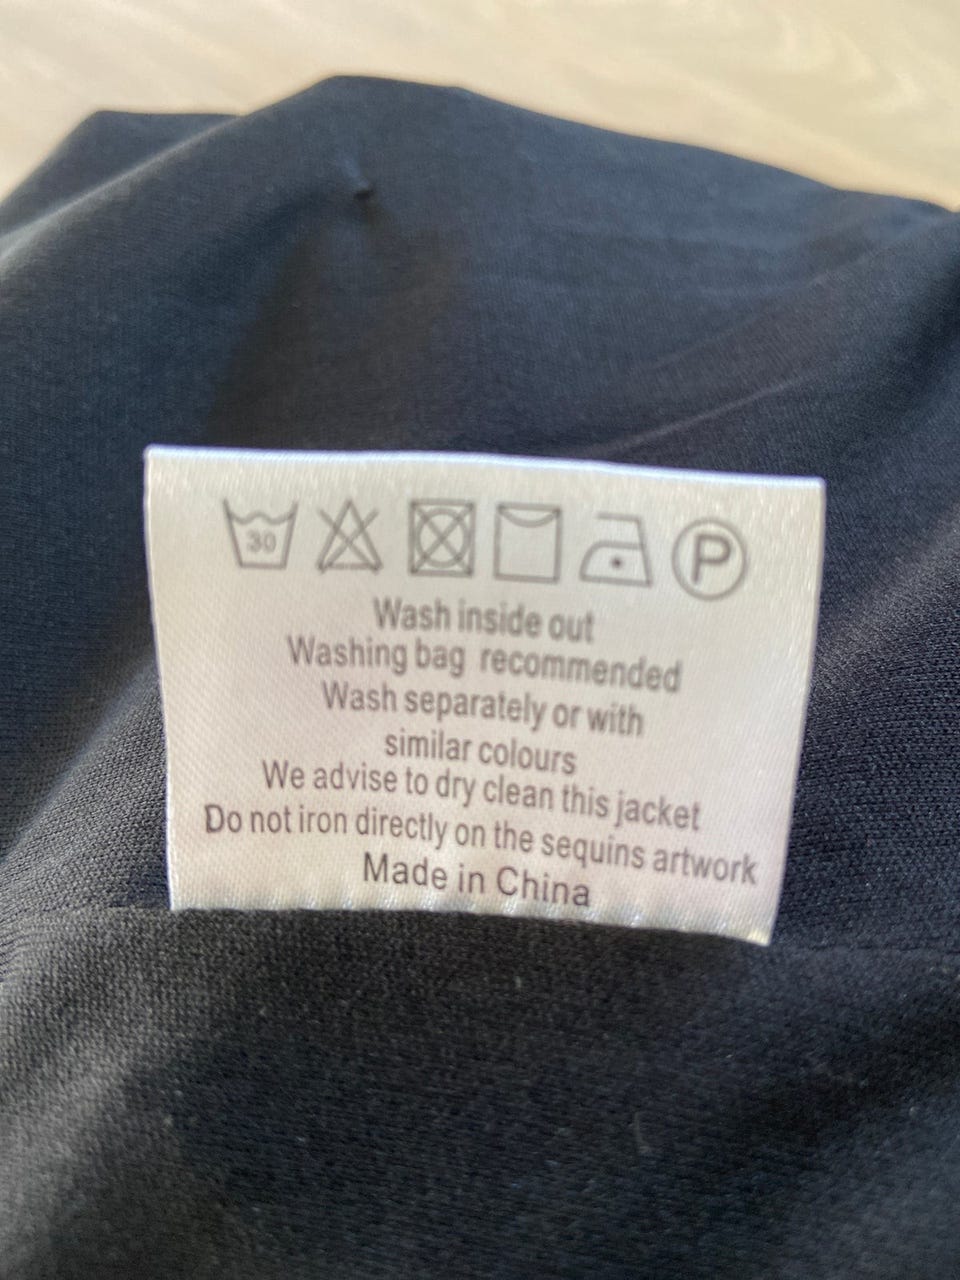 30
P
Wash inside out
Washing bag recommended
Wash separately or with
similar colours
We advise to dry clean this jacket
Do not iron directly on the sequins artwork
Made in China